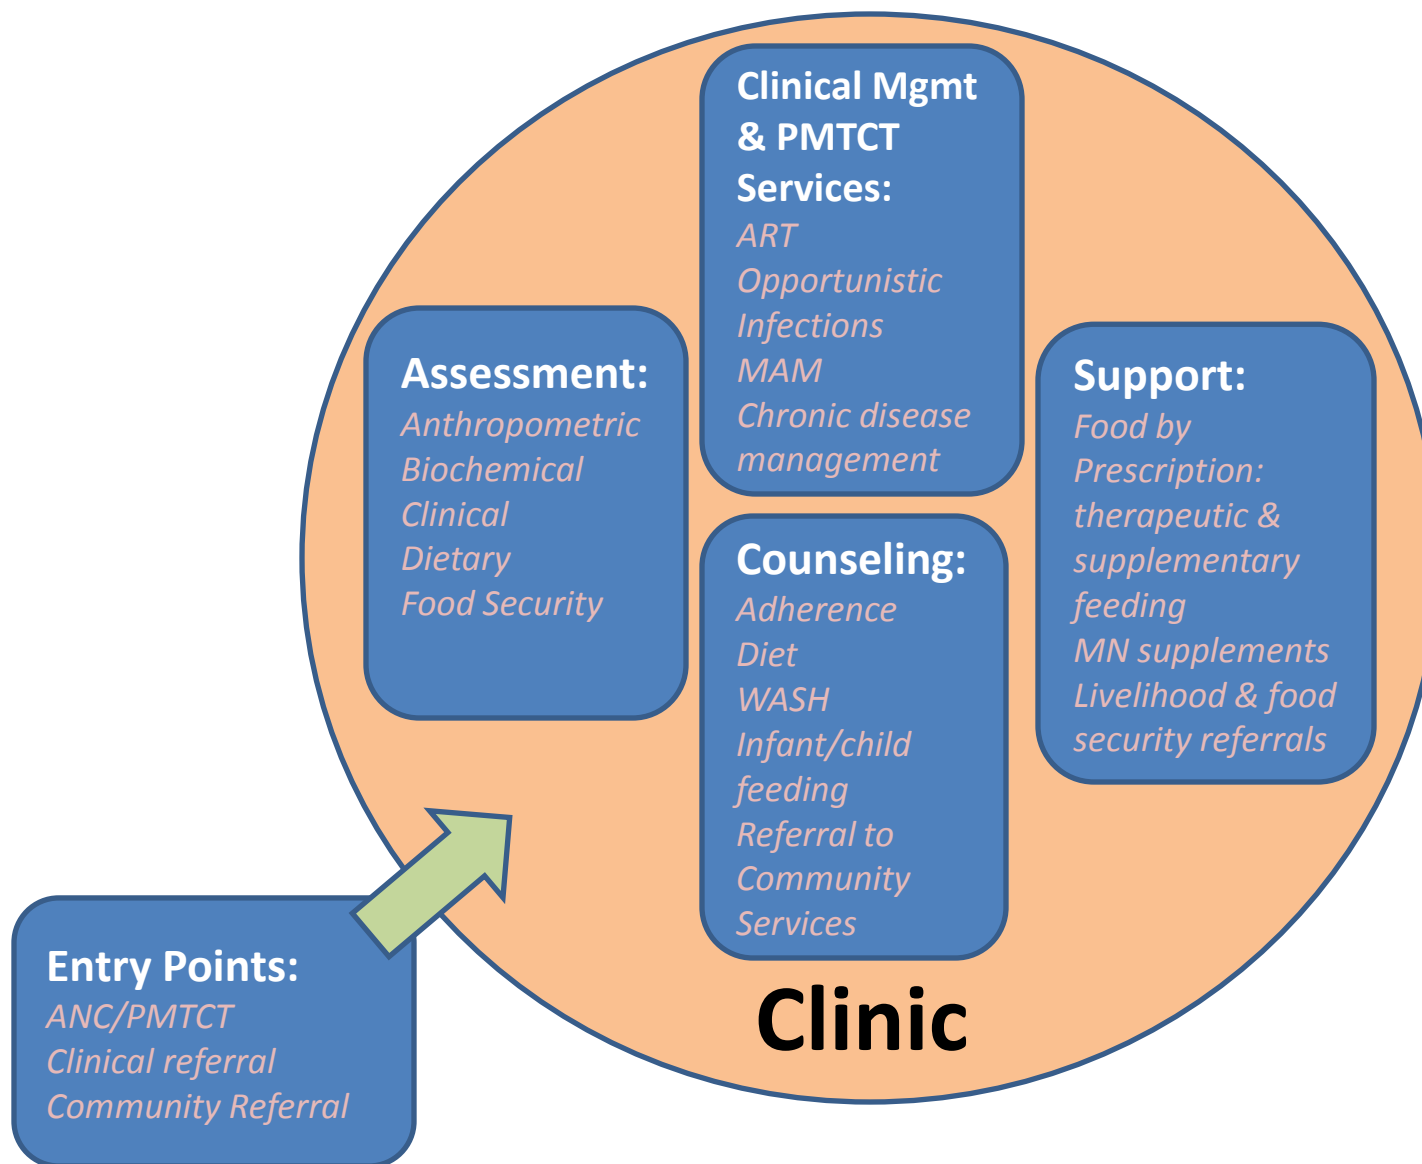 Clinical Mgmt
& PMTCT
Services:
ART
Opportunistic
Infections
MAM
Chronic disease
management
Assessment:
Anthropometric
Biochemical
Clinical
Dietary
Food Security
Support:
Food by
Prescription:
therapeutic &
supplementary
feeding
MN supplements
Livelihood & food
security referrals
Counseling:
Adherence
Diet
WASH
Infant/child
feeding
Referral to
Community
Services
Clinic
Entry Points:
ANC/PMTCT
Clinical referral
Community Referral